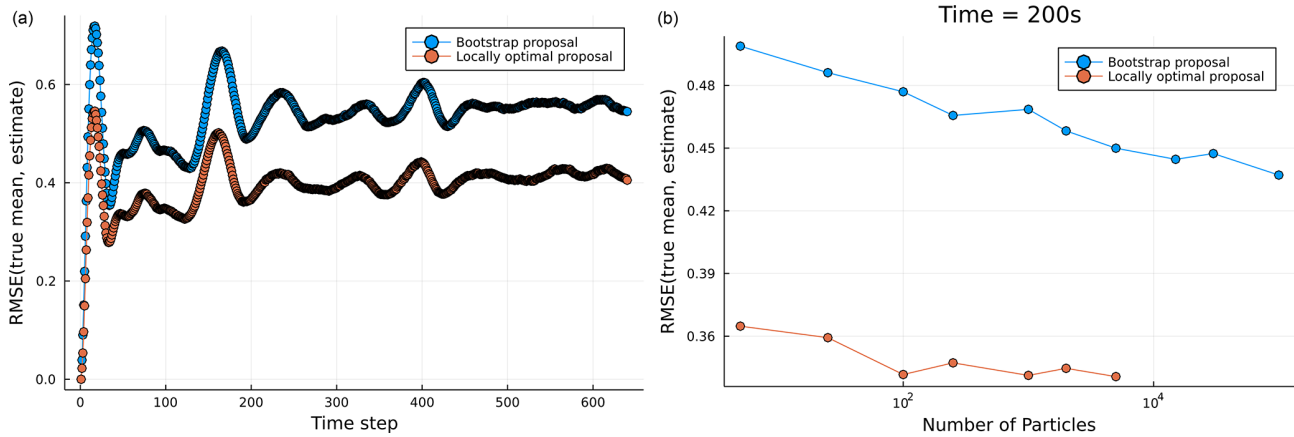 (a)
RMSE(true mean, estimate)
0.6
0.4
0.2
0.0
Bootstrap proposal
Locally optimal proposal
0 100 200 300 400 500 600
Time step
(b)
Time = 200s
RMSE(true mean, estimate)
0.48
0.45
0.42
0.39
0.36
Bootstrap proposal
Locally optimal proposal
10² 10⁴
Number of Particles